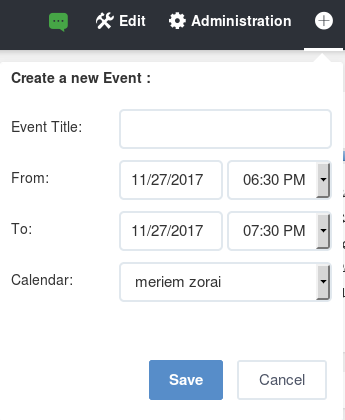 Edit Administration
Create a new Event :
Event Title:
From: 11/27/2017 06:30 PM
To: 11/27/2017 07:30 PM
Calendar: meriem zorai
Save Cancel